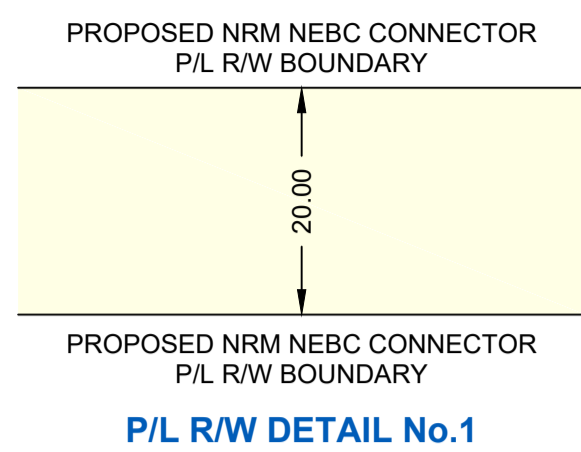 PROPOSED NRM NEBC CONNECTOR
P/L R/W BOUNDARY
20.00
PROPOSED NRM NEBC CONNECTOR
P/L R/W BOUNDARY
P/L R/W DETAIL No.1